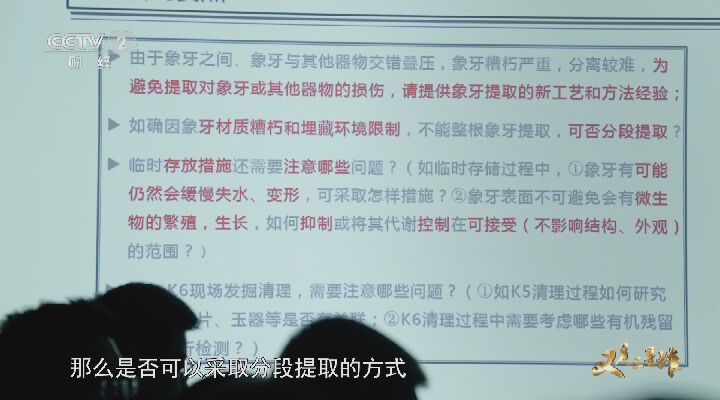 CCTV 2
财经
▶ 由于象牙之间、象牙与其他器物交错叠压，象牙糟朽严重，分离较难，为
避免提取对象牙或其他器物的损伤，请提供象牙提取的新工艺和方法经验；
▶ 如确因象牙材质糟朽和埋藏环境限制，不能整根象牙提取，可否分段提取？
▶ 临时存放措施还需要注意哪些问题？（如临时存储过程中，①象牙有可能
仍然会缓慢失水、变形，可采取怎样措施？②象牙表面不可避免会有微生
物的繁殖，生长，如何抑制或将其代谢控制在可接受（不影响结构、外观）
的范围？）
K6现场发掘清理，需要注意哪些问题？（①如K5清理过程如何研究
片、玉器等是否有关联；②K6清理过程中需要考虑哪些有机残留
检测？）
那么是否可以采取分段提取的方式